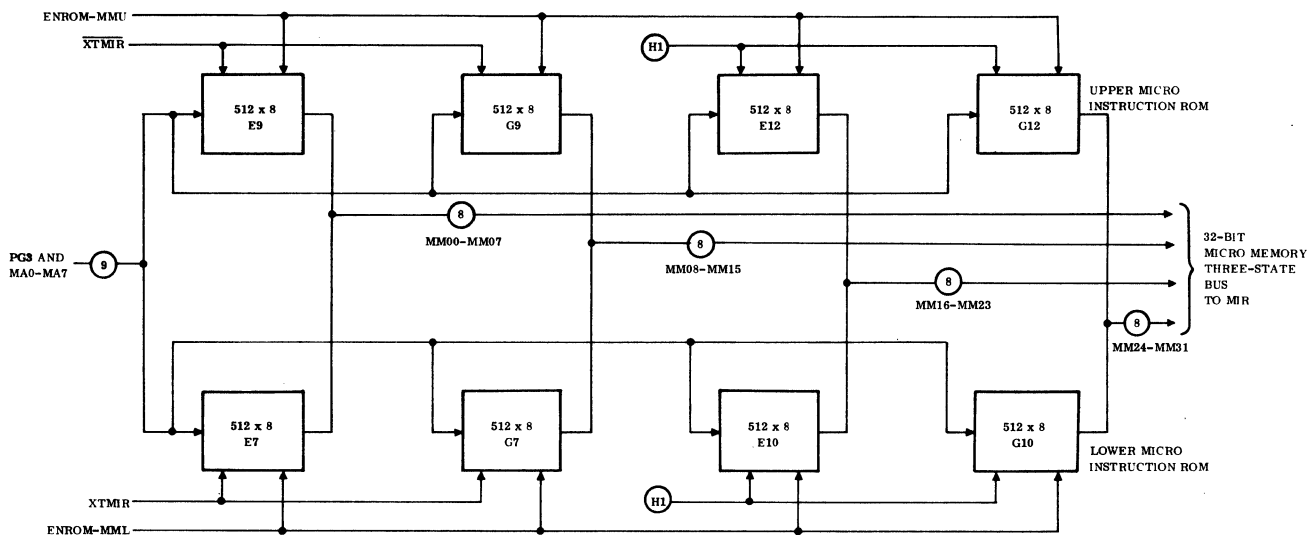 ENROM-MMU
XTMIR
H1
512 x 8
E9
512 x 8
G9
512 x 8
E12
512 x 8
G12
UPPER MICRO
INSTRUCTION ROM
8
MM00-MM07
PG3 AND
MA0-MA7
9
8
MM08-MM15
8
MM16-MM23
8
MM24-MM31
32-BIT
MICRO MEMORY
THREE-STATE
BUS
TO MIR
512 x 8
E7
512 x 8
G7
512 x 8
E10
512 x 8
G10
LOWER MICRO
INSTRUCTION ROM
XTMIR
H1
ENROM-MML